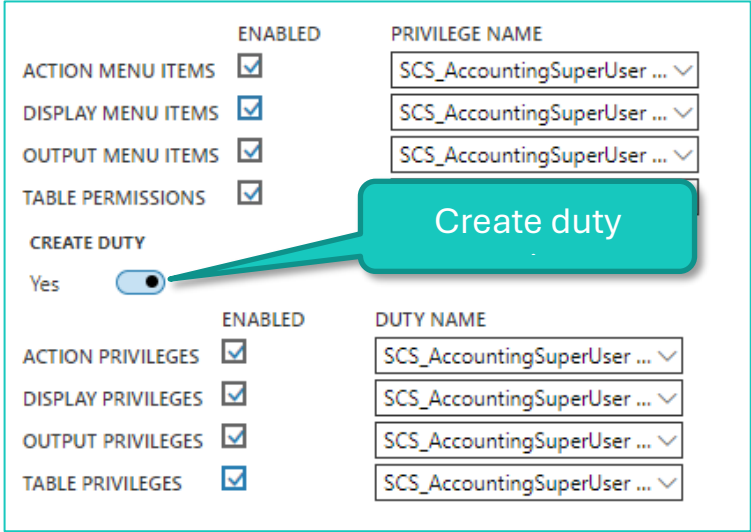 ENABLED PRIVILEGE NAME
ACTION MENU ITEMS SCS_AccountingSuperUser ...
DISPLAY MENU ITEMS SCS_AccountingSuperUser ...
OUTPUT MENU ITEMS SCS_AccountingSuperUser ...
TABLE PERMISSIONS
Create duty
CREATE DUTY
Yes
ENABLED DUTY NAME
ACTION PRIVILEGES SCS_AccountingSuperUser ...
DISPLAY PRIVILEGES SCS_AccountingSuperUser ...
OUTPUT PRIVILEGES SCS_AccountingSuperUser ...
TABLE PRIVILEGES SCS_AccountingSuperUser ...